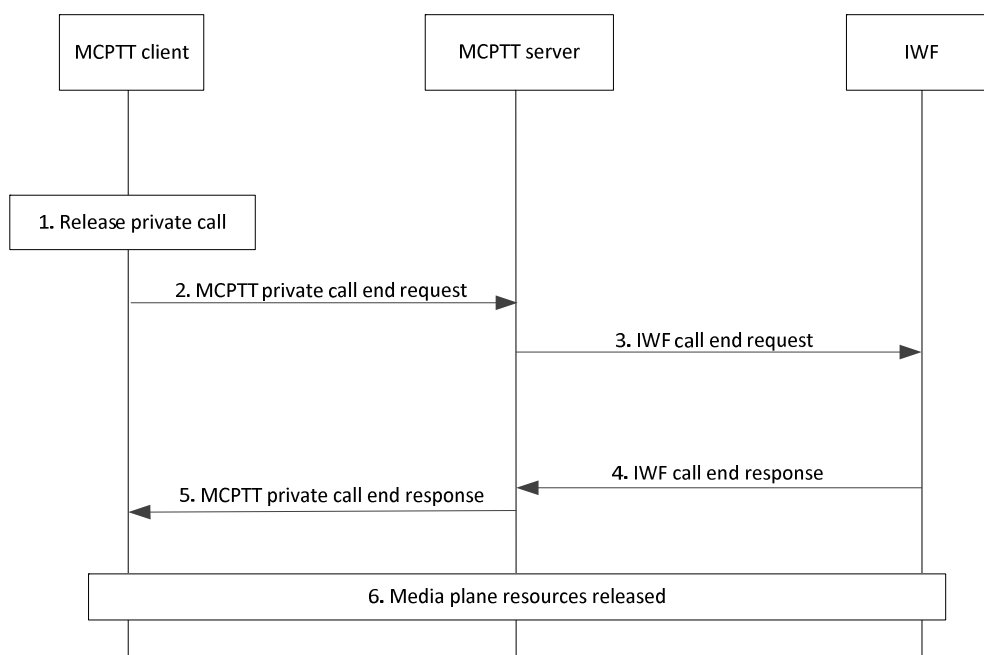 MCPTT client
MCPTT server
IWF
1. Release private call
2. MCPTT private call end request
3. IWF call end request
4. IWF call end response
5. MCPTT private call end response
6. Media plane resources released